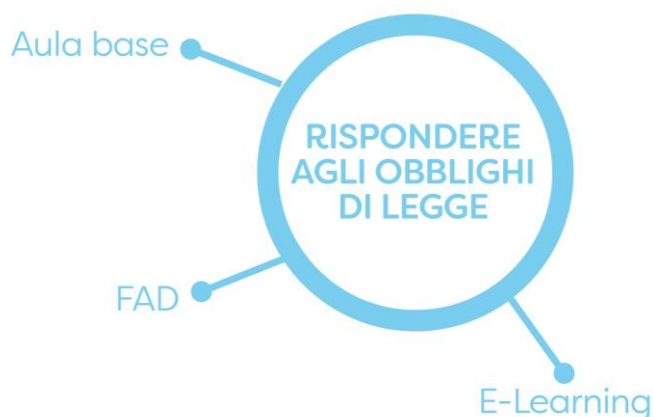 Aula base
RISPONDERE
AGLI OBBLIGHI
DI LEGGE
FAD
E-Learning